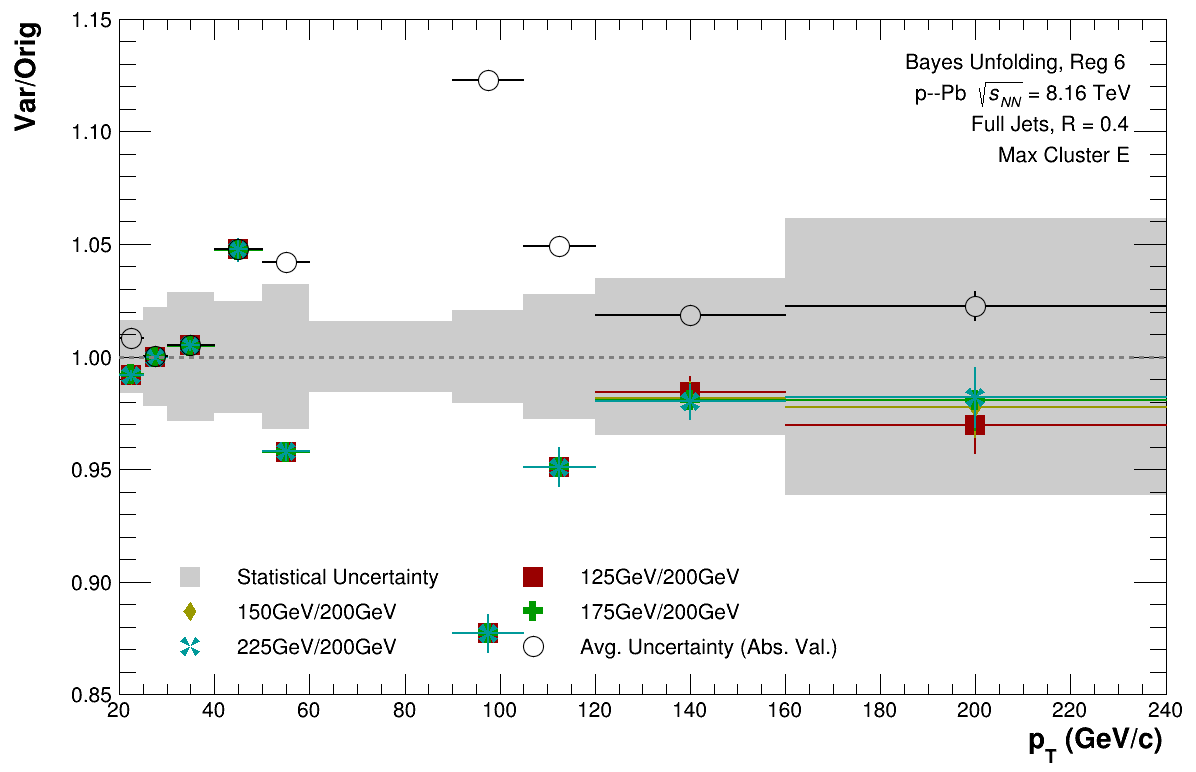 Var/Orig
1.15
1.10
1.05
1.00
0.95
0.90
0.85
Bayes Unfolding, Reg 6
p--Pb √sNN = 8.16 TeV
Full Jets, R = 0.4
Max Cluster E
Statistical Uncertainty
125GeV/200GeV
150GeV/200GeV
175GeV/200GeV
225GeV/200GeV
Avg. Uncertainty (Abs. Val.)
20 40 60 80 100 120 140 160 180 200 220 240
pT (GeV/c)